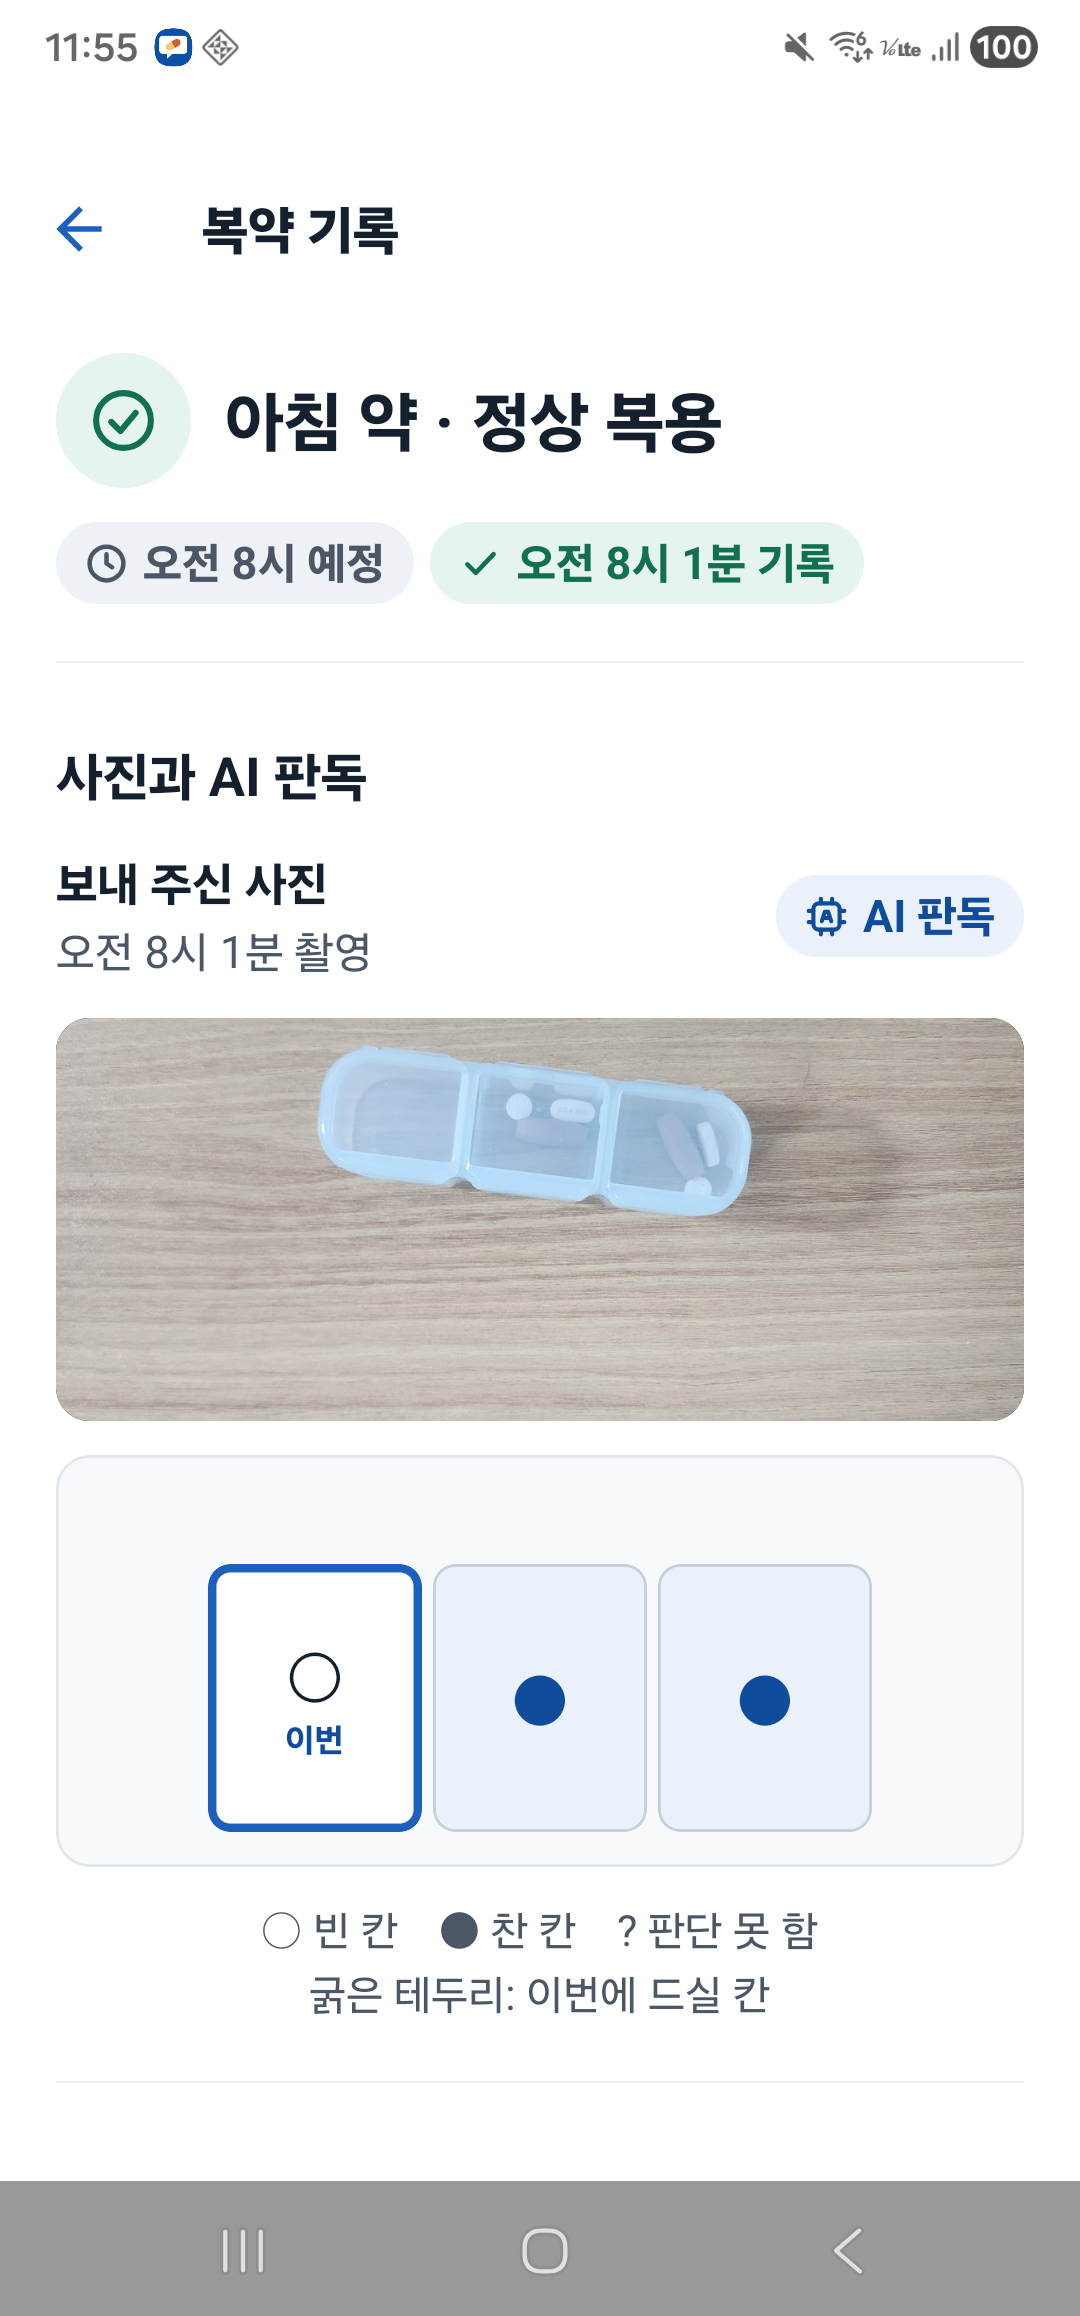 11:55
6 VoLte 100
복약 기록
아침 약 · 정상 복용
오전 8시 예정 오전 8시 1분 기록
사진과 AI 판독
보내 주신 사진
오전 8시 1분 촬영
A AI 판독
이번
빈 칸 찬 칸 ? 판단 못 함
굵은 테두리: 이번에 드실 칸